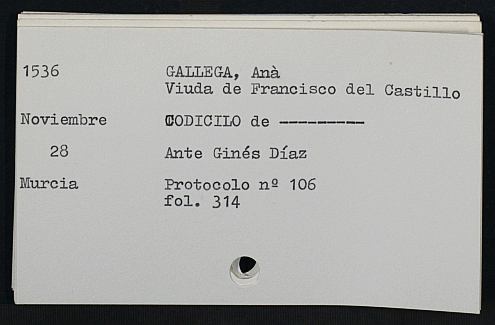 1536 GALLEGA, Anà
Viuda de Francisco del Castillo
Noviembre CODICILO de ---------
28 Ante Ginés Díaz
Murcia Protocolo nº 106
fol. 314